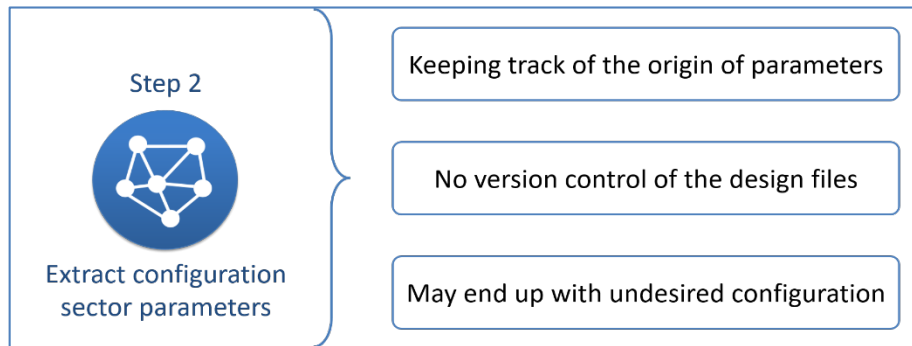 Step 2
Extract configuration
sector parameters
Keeping track of the origin of parameters
No version control of the design files
May end up with undesired configuration